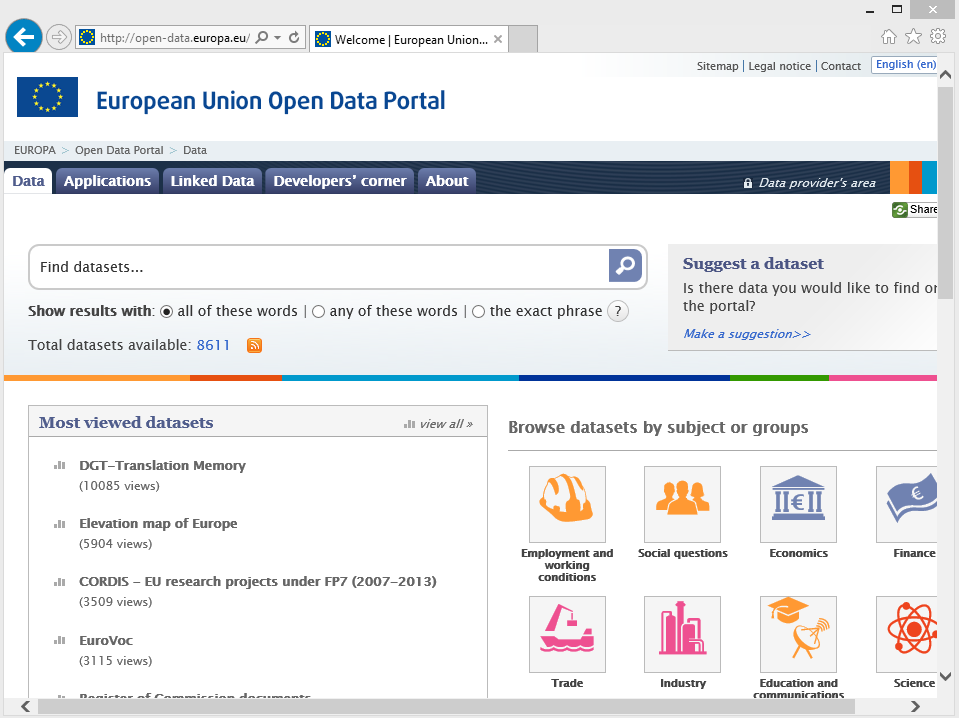 http://open-data.europa.eu/
Welcome | European Union...
Sitemap | Legal notice | Contact
English (en)
European Union Open Data Portal
EUROPA > Open Data Portal > Data
Data
Applications
Linked Data
Developers' corner
About
Data provider's area
Share
Find datasets...
Show results with: all of these words | any of these words | the exact phrase ?
Total datasets available: 8611
Suggest a dataset
Is there data you would like to find on
the portal?
Make a suggestion>>
Most viewed datasets
view all »
DGT-Translation Memory
(10085 views)
Elevation map of Europe
(5904 views)
CORDIS - EU research projects under FP7 (2007-2013)
(3509 views)
EuroVoc
(3115 views)
Register of Commission documents
Browse datasets by subject or groups
Employment and
working
conditions
Social questions
Economics
Finance
Trade
Industry
Education and
communications
Science